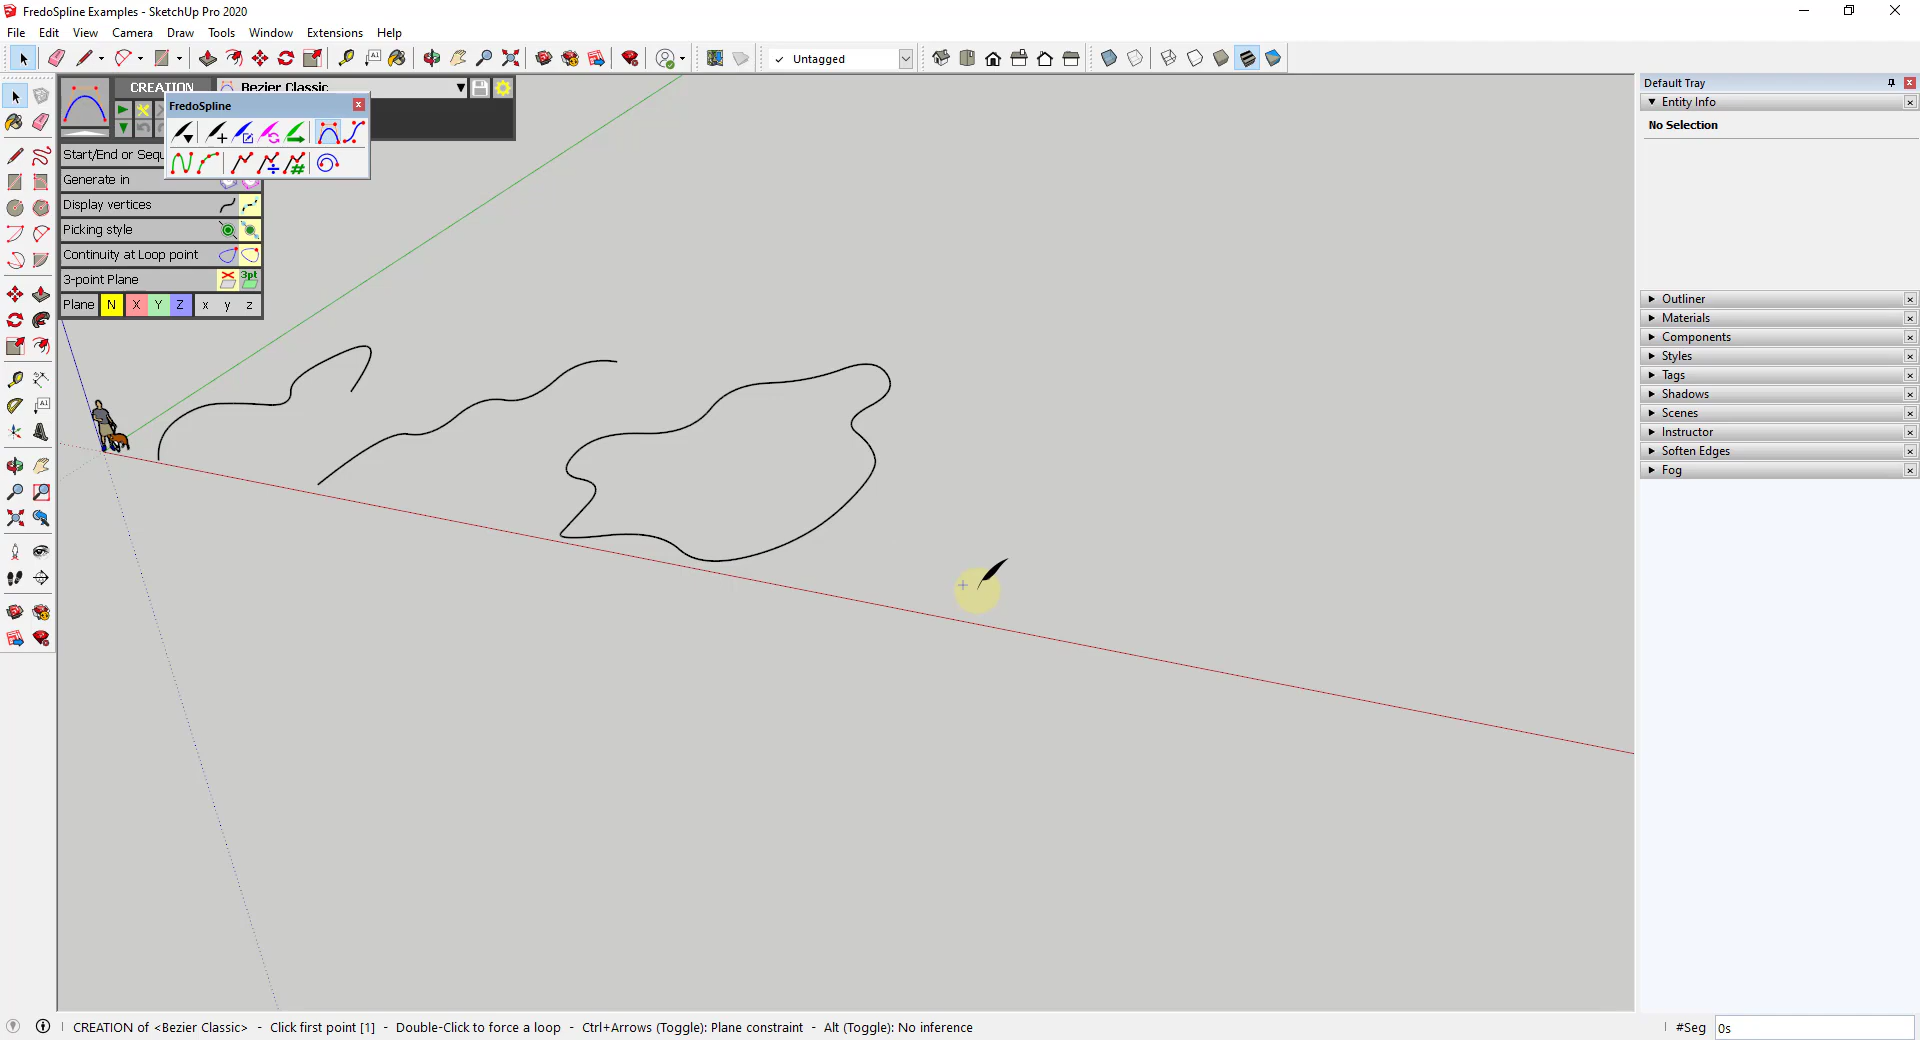 FredoSpline Examples - SketchUp Pro 2020
File Edit View Camera Draw Tools Window Extensions Help
A1
✓ Untagged
CREATION Bezier Classic
FredoSpline
Start/End or Sequ
Generate in
Display vertices
Picking style
Continuity at Loop point
3-point Plane 3pt
Plane N X Y Z x y z
A1
Default Tray
Entity Info
No Selection
Outliner
Materials
Components
Styles
Tags
Shadows
Scenes
Instructor
Soften Edges
Fog
CREATION of <Bezier Classic> - Click first point [1] - Double-Click to force a loop - Ctrl+Arrows (Toggle): Plane constraint - Alt (Toggle): No inference
#Seg 0s